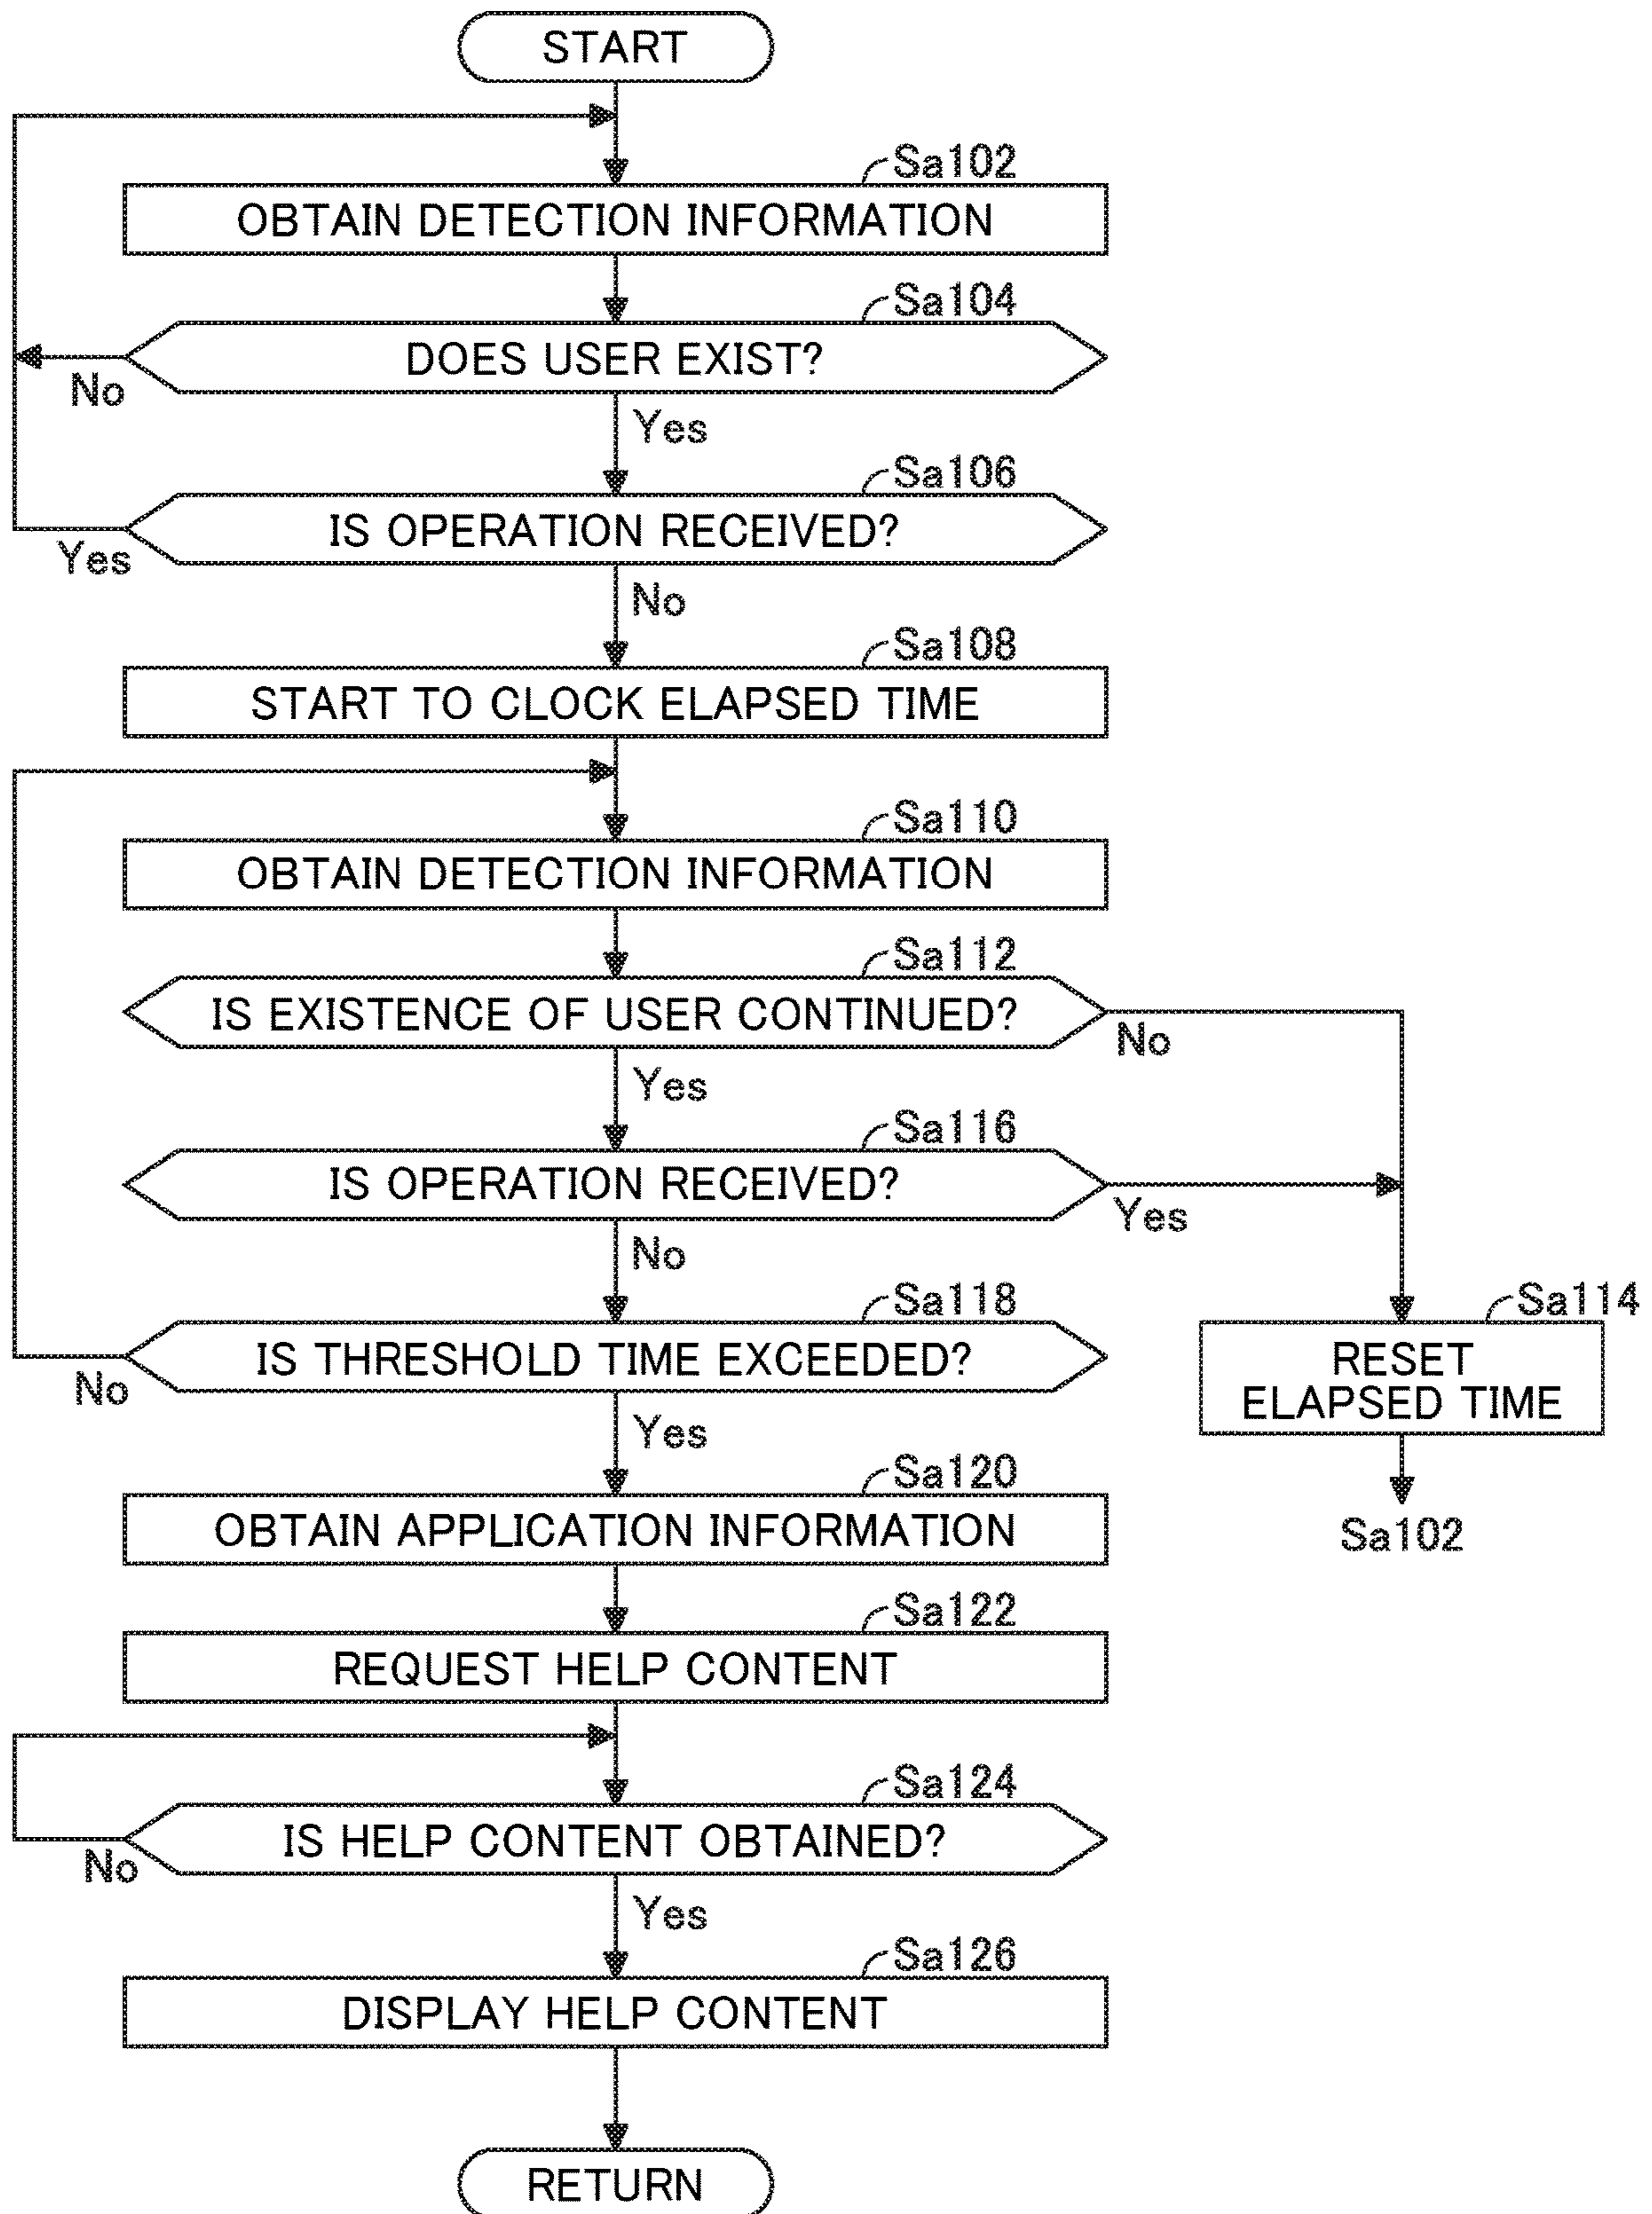 START
Sa102
OBTAIN DETECTION INFORMATION
Sa104
DOES USER EXIST?
No
Yes
Sa106
IS OPERATION RECEIVED?
Yes
No
Sa108
START TO CLOCK ELAPSED TIME
Sa110
OBTAIN DETECTION INFORMATION
Sa112
IS EXISTENCE OF USER CONTINUED?
No
Yes
Sa116
IS OPERATION RECEIVED?
Yes
No
Sa118
IS THRESHOLD TIME EXCEEDED?
No
Yes
Sa114
RESET
ELAPSED TIME
Sa102
Sa120
OBTAIN APPLICATION INFORMATION
Sa122
REQUEST HELP CONTENT
Sa124
IS HELP CONTENT OBTAINED?
No
Yes
Sa126
DISPLAY HELP CONTENT
RETURN